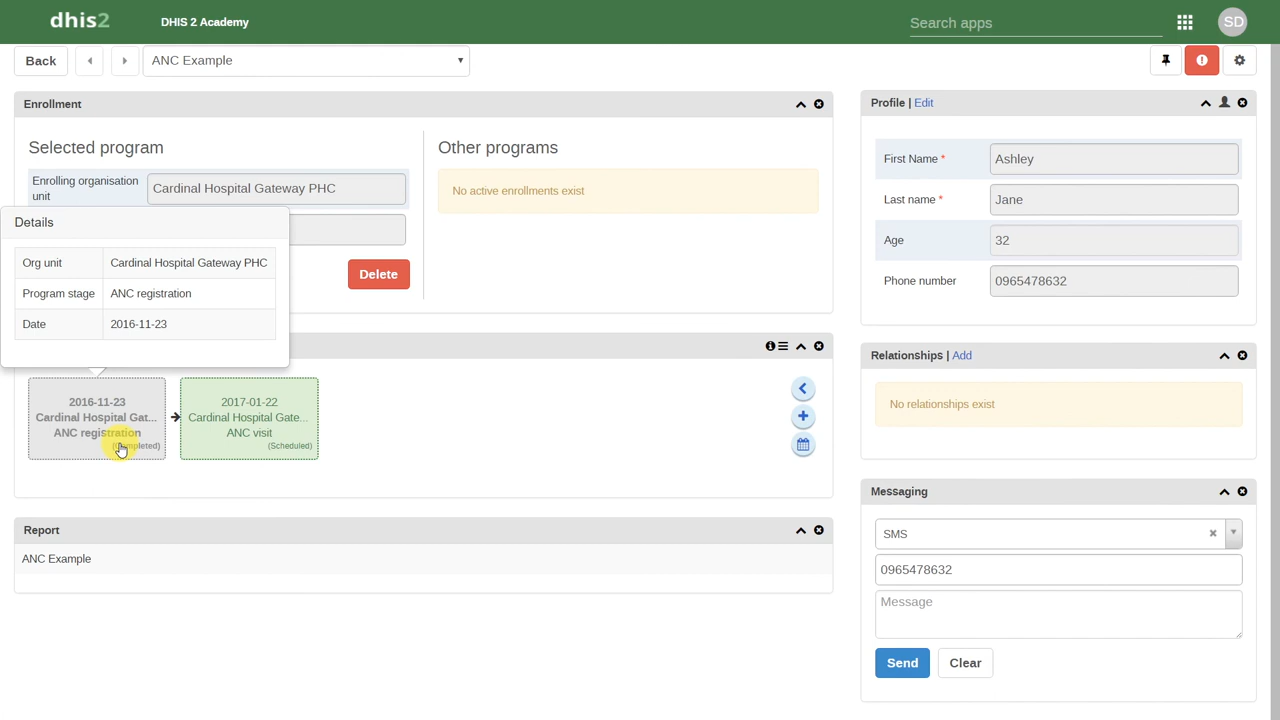 dhis2
DHIS 2 Academy
Search apps
SD
Back
ANC Example
Enrollment
Selected program
Enrolling organisation
unit
Cardinal Hospital Gateway PHC
Other programs
No active enrollments exist
Details
Org unit Cardinal Hospital Gateway PHC
Program stage ANC registration
Date 2016-11-23
Delete
2016-11-23
Cardinal Hospital Gat...
ANC registration
2017-01-22
Cardinal Hospital Gate...
ANC visit
(Scheduled)
Report
ANC Example
Profile | Edit
First Name * Ashley
Last name * Jane
Age 32
Phone number 0965478632
Relationships | Add
No relationships exist
Messaging
SMS
0965478632
Message
Send Clear